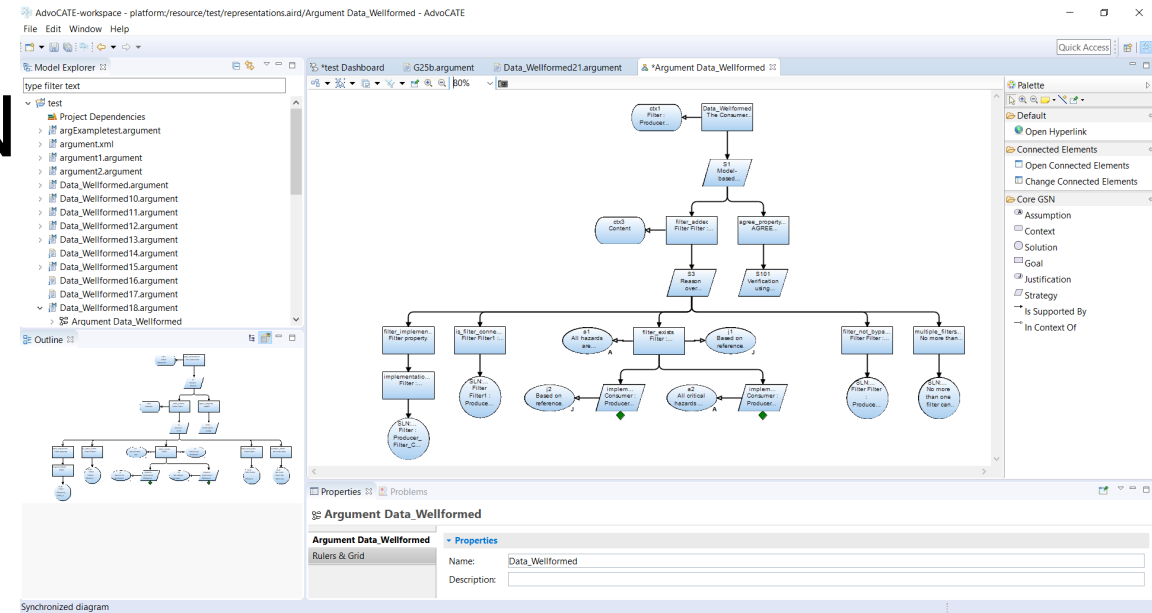 AdvoCATE-workspace - platform:/resource/test/representations.aird/Argument Data_Wellformed - AdvoCATE
File Edit Window Help
Quick Access
Model Explorer
type filter text
test
Project Dependencies
argExampletest.argument
argument.xml
argument1.argument
argument2.argument
Data_Wellformed.argument
Data_Wellformed10.argument
Data_Wellformed11.argument
Data_Wellformed12.argument
Data_Wellformed13.argument
Data_Wellformed14.argument
Data_Wellformed15.argument
Data_Wellformed16.argument
Data_Wellformed17.argument
Data_Wellformed18.argument
Argument Data_Wellformed
Outline
*test Dashboard
G25b.argument
Data_Wellformed21.argument
*Argument Data_Wellformed
80%
ctx1
Filter :
Producer...
Data_Wellformed
The Consumer...
S1
Model-
based...
ctx3
Content
filter_added
Filter Filter :...
agree_property...
AGREE...
S3
Reason
over...
S101
Verification
using...
filter_implemen...
Filter property
is_filter_conne...
Filter Filter1 :...
a1
All hazards
are...
A
filter_exists
Filter :...
j1
Based on
reference.
J
filter_not_bypa...
Filter Filter :...
multiple_filters...
No more than...
implementatio...
Filter :...
SLN:...
Filter
Filter1 :
Produce...
j2
Based on
reference.
J
implem...
Consumer :
Producer...
a2
All critical
hazards...
A
implem...
Consumer :
Producer...
SLN:...
Filter Filter
:
Produce...
SLN:...
No more
than one
filter can...
SLN:...
Filter :
Producer_
Filter_C...
Palette
Default
Open Hyperlink
Connected Elements
Open Connected Elements
Change Connected Elements
Core GSN
Assumption
Context
Solution
Goal
Justification
Strategy
Is Supported By
In Context Of
Properties
Problems
Argument Data_Wellformed
Argument Data_Wellformed
Rulers & Grid
Properties
Name:
Data_Wellformed
Description:
Synchronized diagram